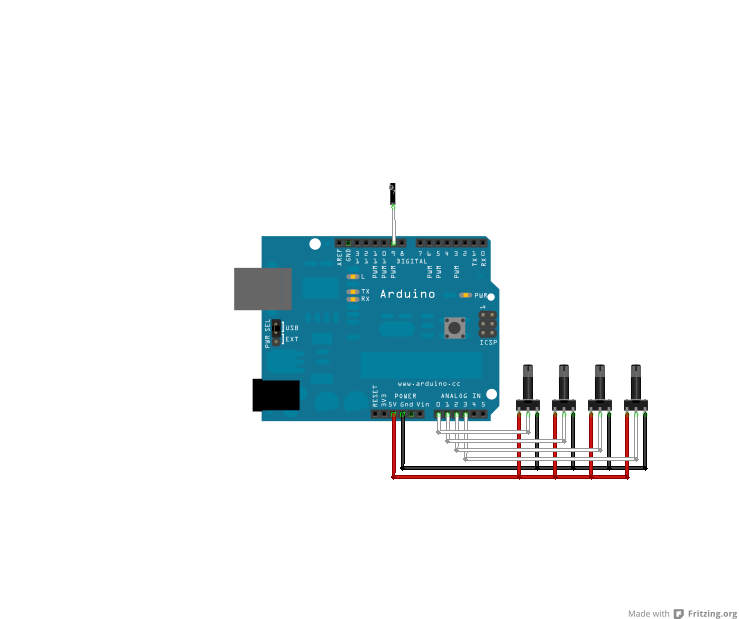 AREF
GND
13
12
11
10
9
8
7
6
5
4
3
2
1
0
PWM
PWM
PWM
PWM
PWM
PWM
TX
RX
DIGITAL
L
TX
RX
Arduino
PWR
1
ICSP
PWR SEL
USB
EXT
www.arduino.cc
RESET
3V3
POWER
ANALOG IN
5V Gnd Vin
0 1 2 3 4 5
Made with Fritzing.org